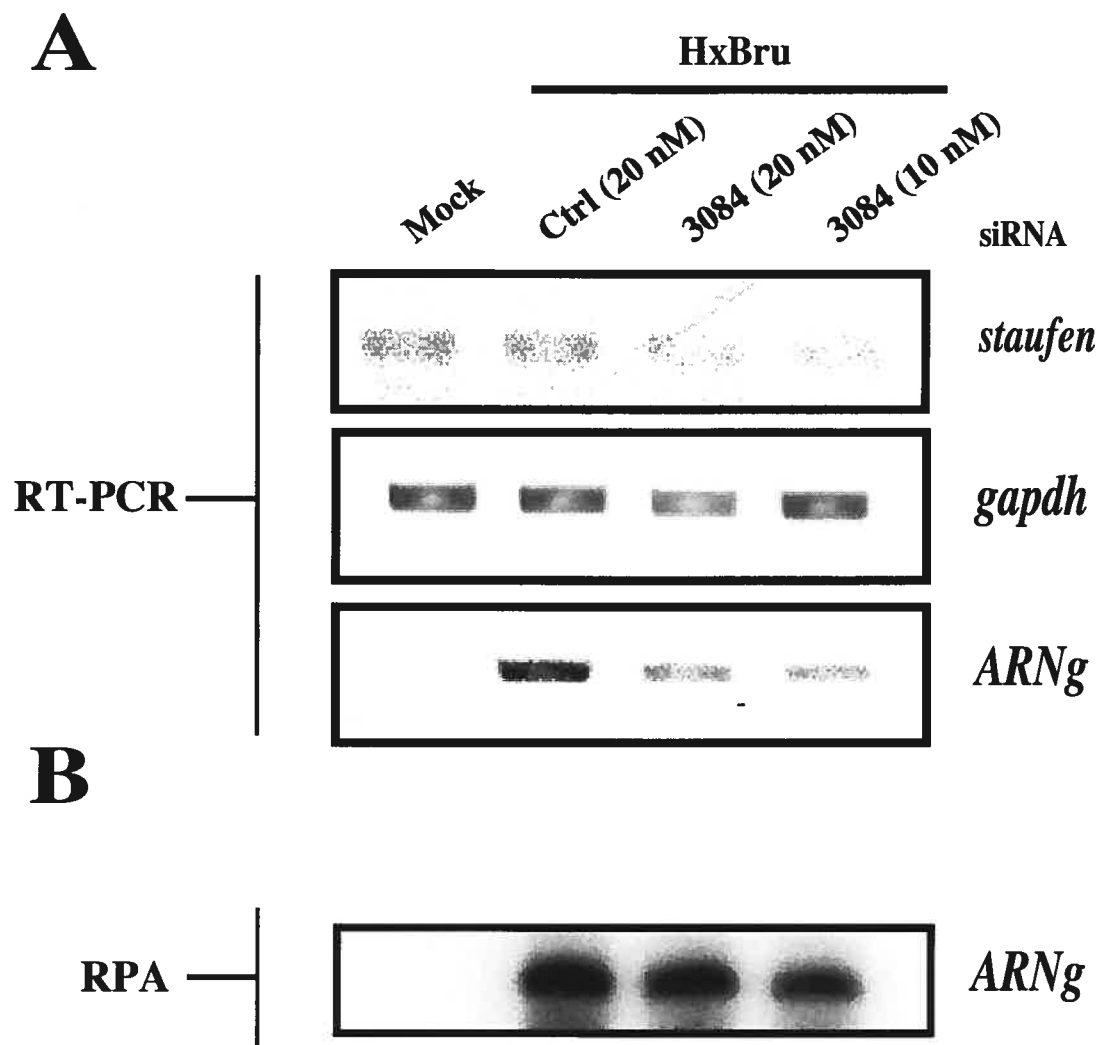 A
HxBru
Mock
Ctrl (20 nM)
3084 (20 nM)
3084 (10 nM)
siRNA
staufen
RT-PCR
gapdh
ARNg
B
RPA
ARNg